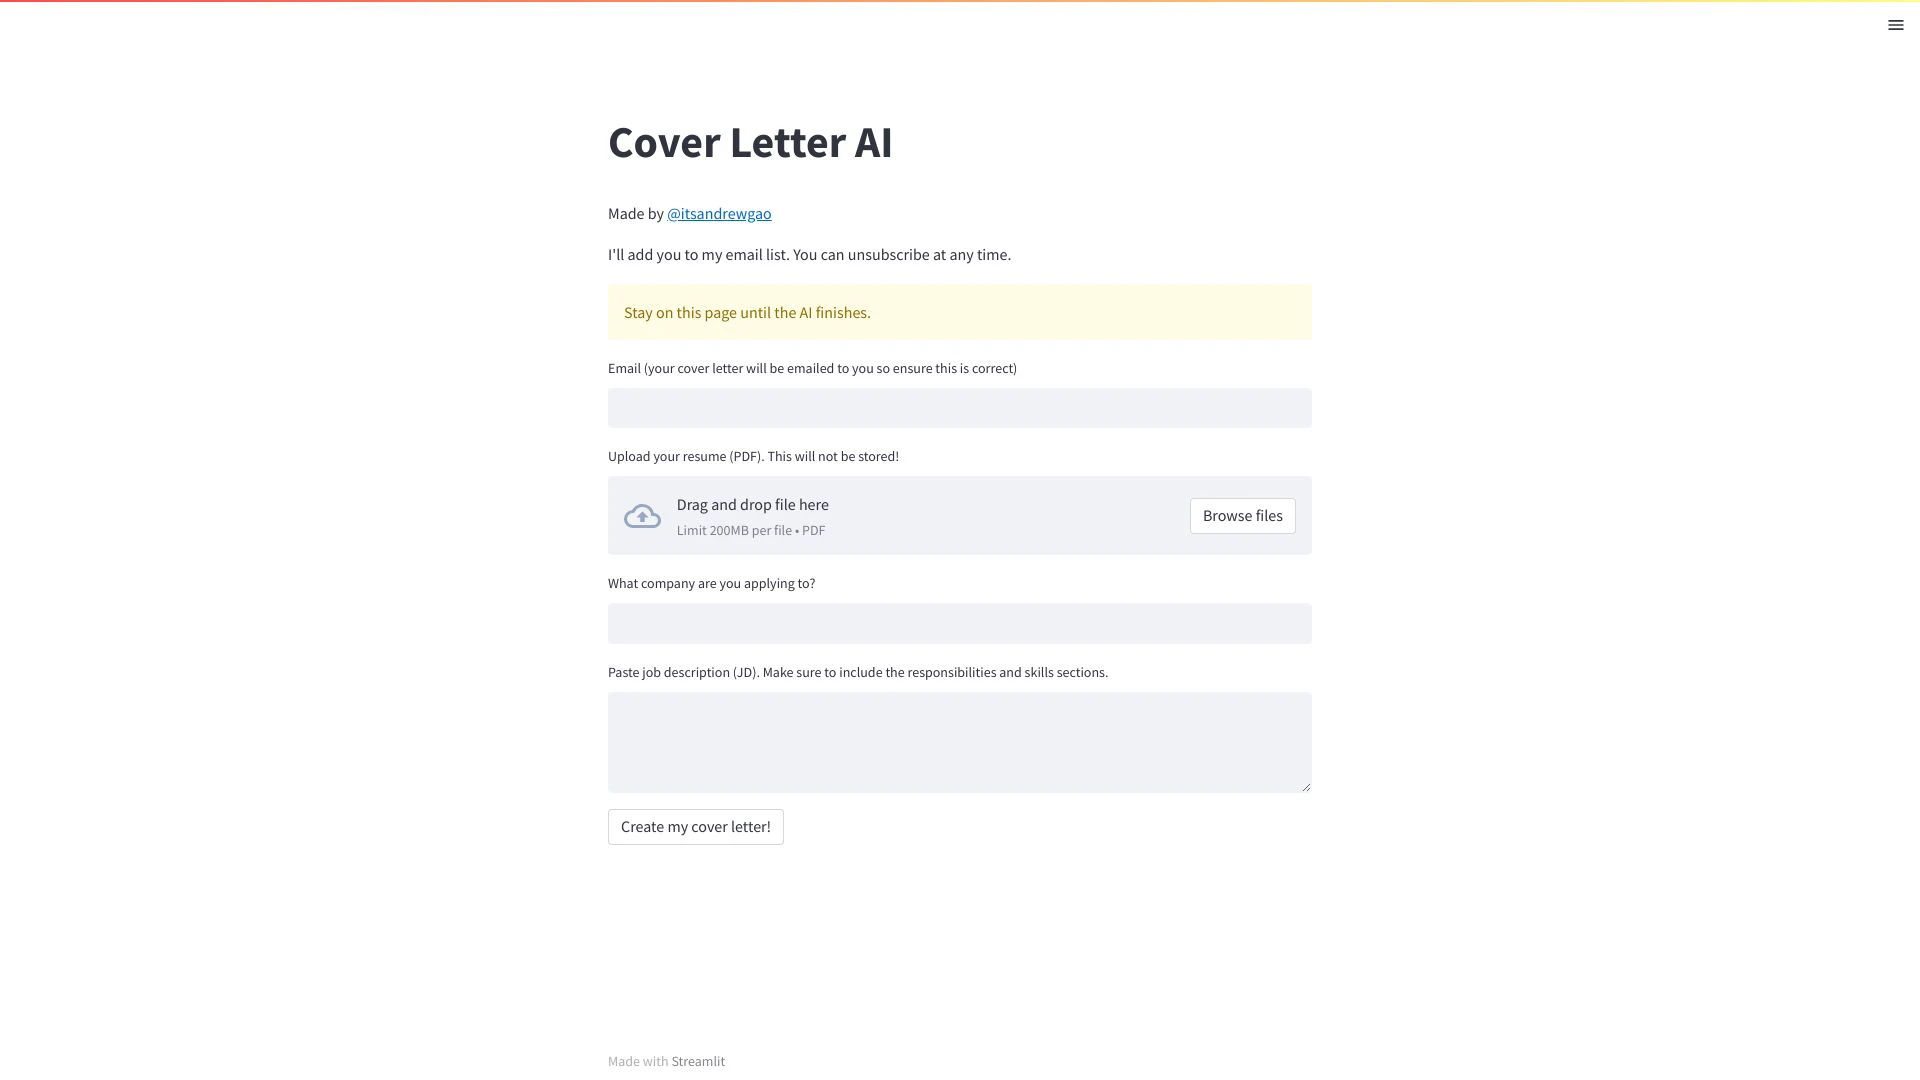 Cover Letter AI
Made by @itsandrewgao
I'll add you to my email list. You can unsubscribe at any time.
Stay on this page until the AI finishes.
Email (your cover letter will be emailed to you so ensure this is correct)
Upload your resume (PDF). This will not be stored!
Drag and drop file here
Limit 200MB per file • PDF
Browse files
What company are you applying to?
Paste job description (JD). Make sure to include the responsibilities and skills sections.
Create my cover letter!
Made with Streamlit